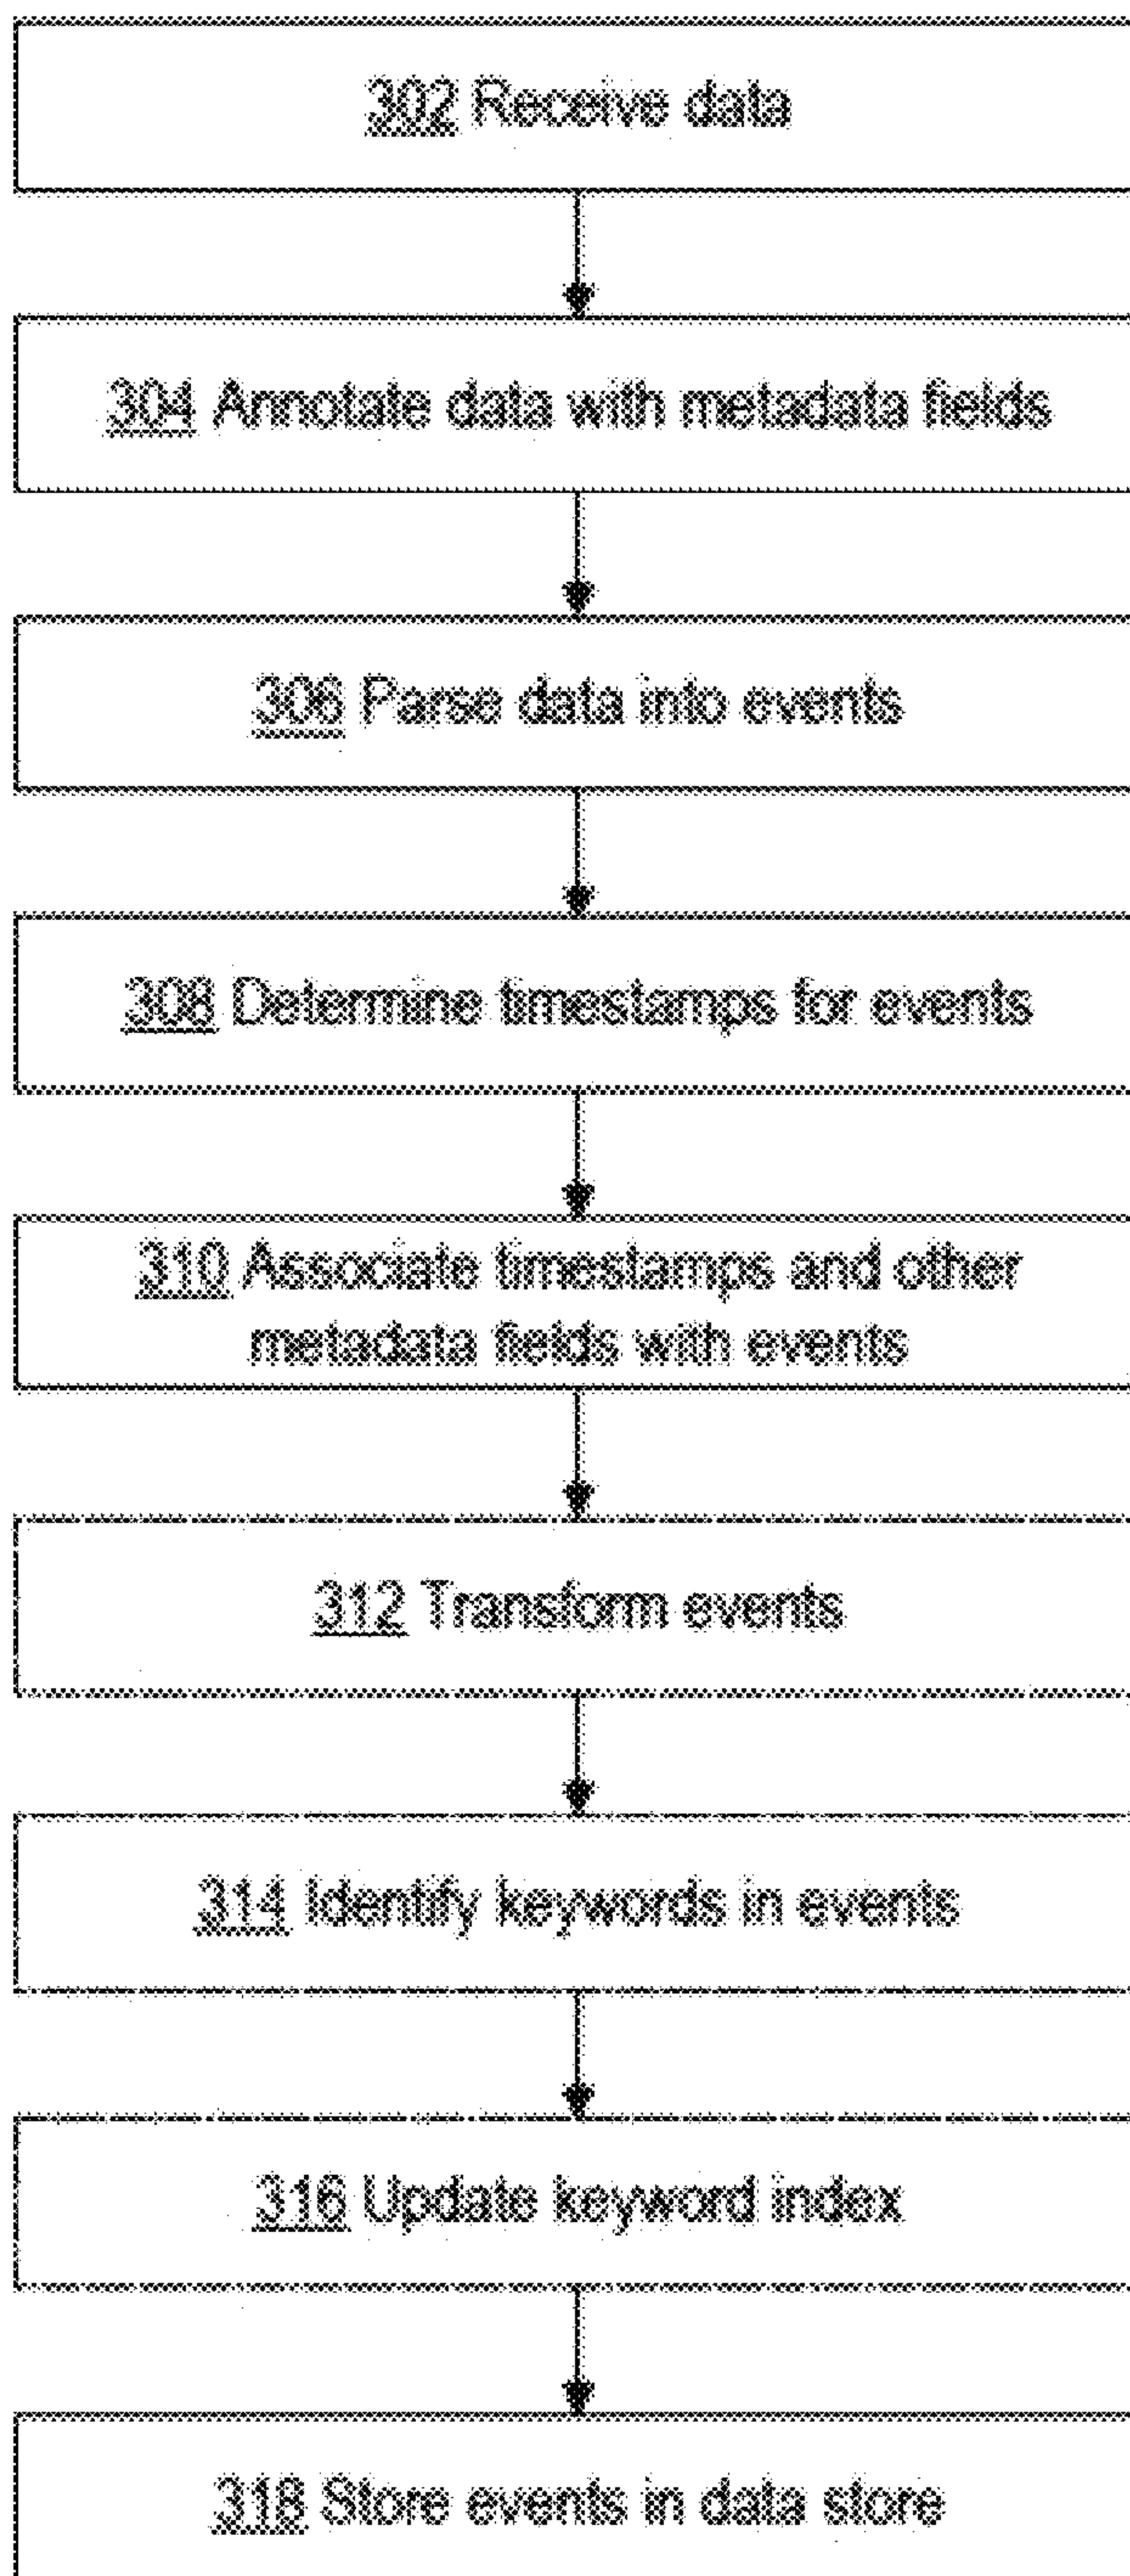 302 Receive data
304 Annotate data with metadata fields
306 Parse data into events
308 Determine timestamps for events
310 Associate timestamps and other
metadata fields with events
312 Transform events
314 Identify keywords in events
316 Update keyword index
318 Store events in data store